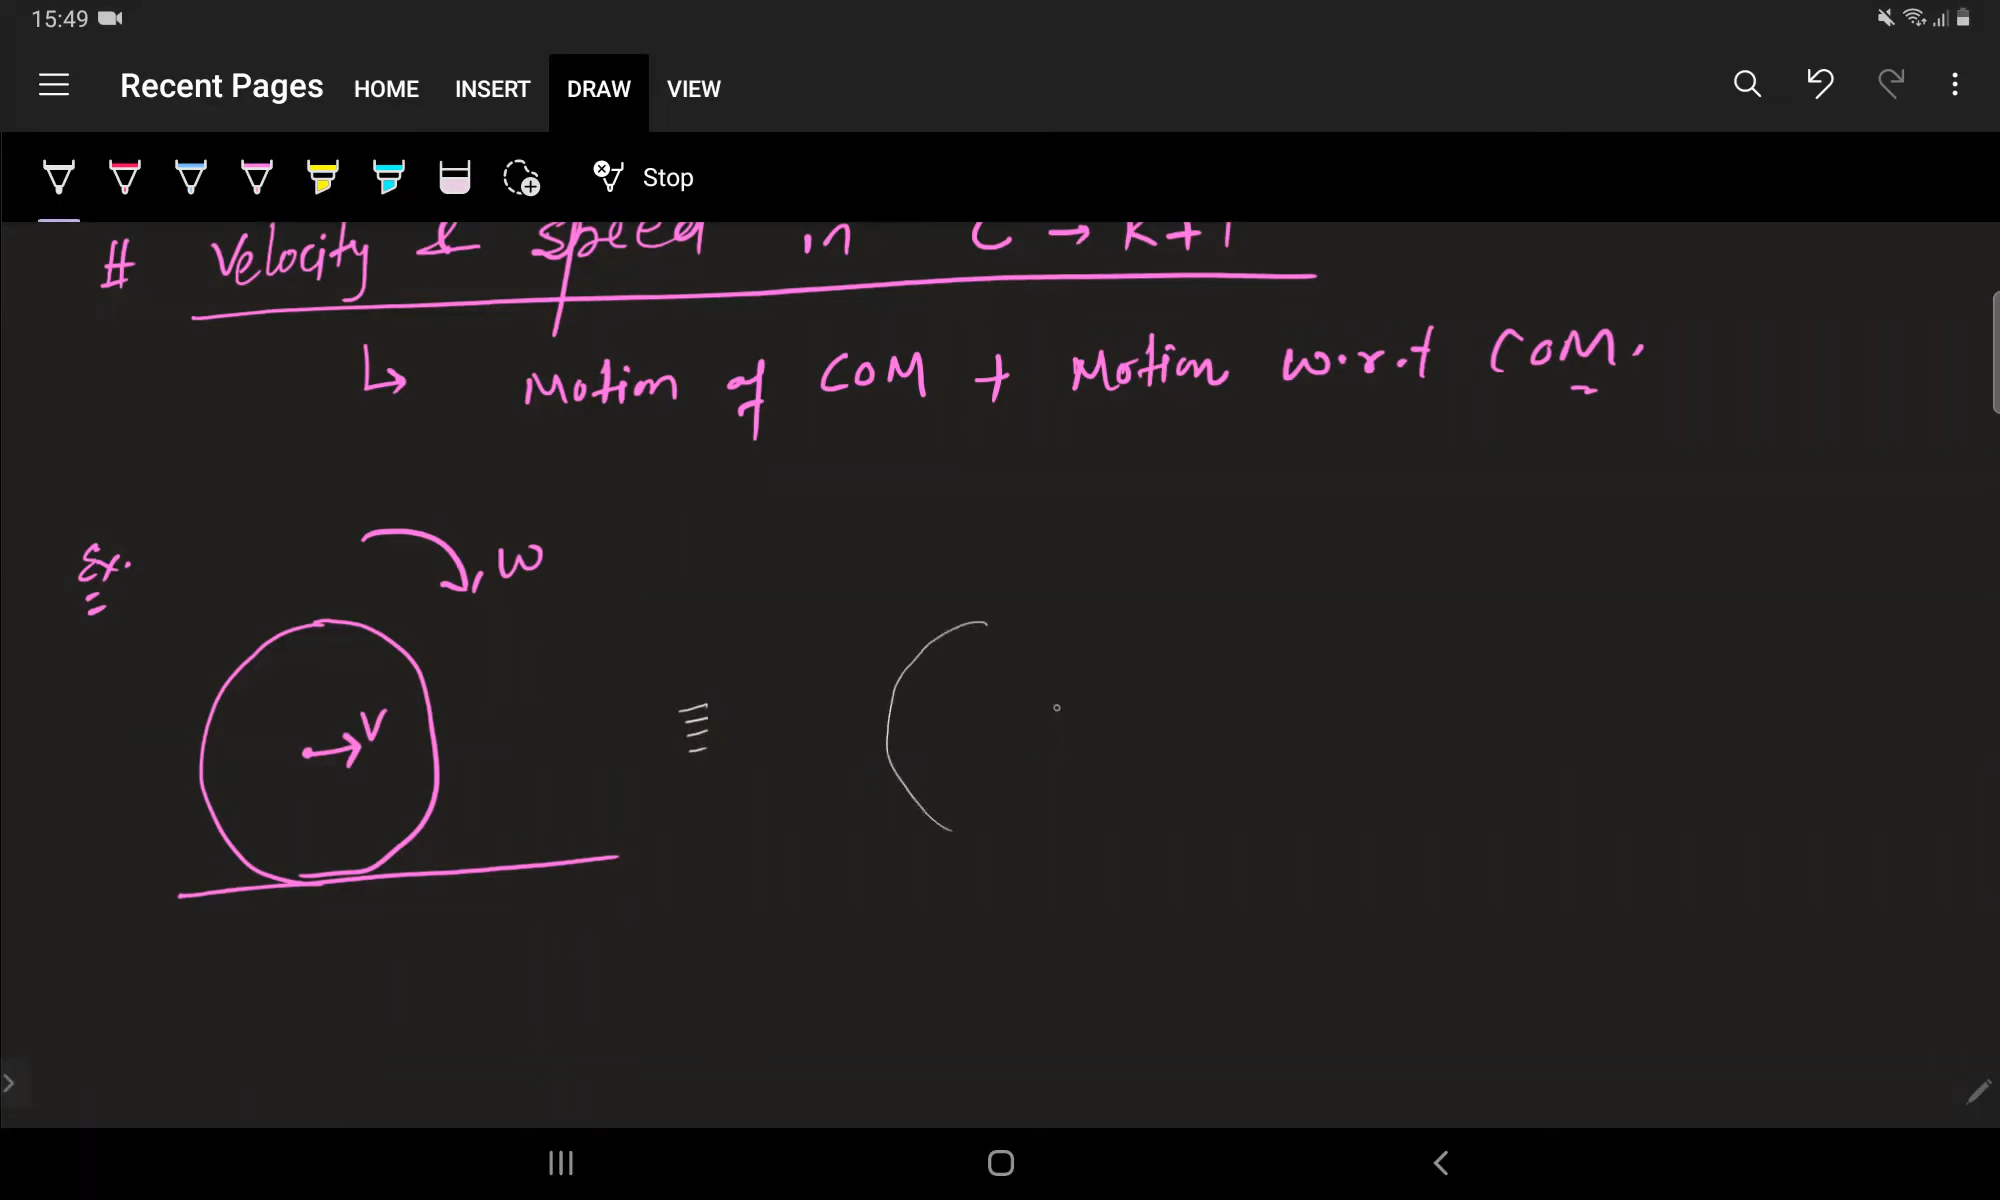 15:49
Recent Pages HOME INSERT DRAW VIEW
Stop
# Velocity & Speed in C → R + T
↳ Motion of COM + Motion w.r.t COM.
Ex.
ω
V
≡